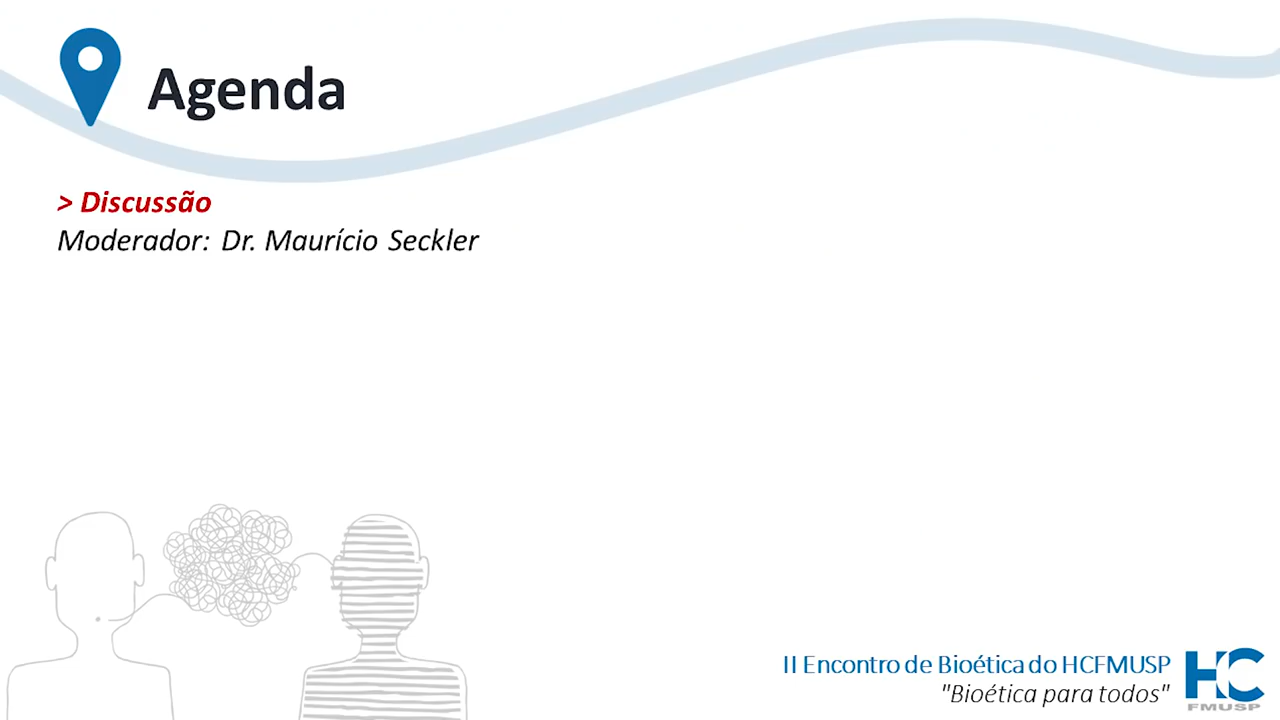 Agenda
> Discussão
Moderador: Dr. Maurício Seckler
II Encontro de Bioética do HCFMUSP
"Bioética para todos"
HC
FMUSP